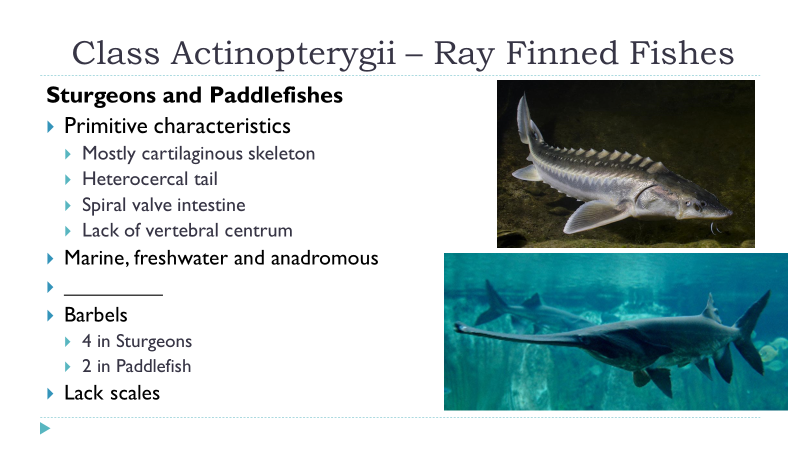 Class Actinopterygii – Ray Finned Fishes
Sturgeons and Paddlefishes
Primitive characteristics
Mostly cartilaginous skeleton
Heterocercal tail
Spiral valve intestine
Lack of vertebral centrum
Marine, freshwater and anadromous
__________
Barbels
4 in Sturgeons
2 in Paddlefish
Lack scales